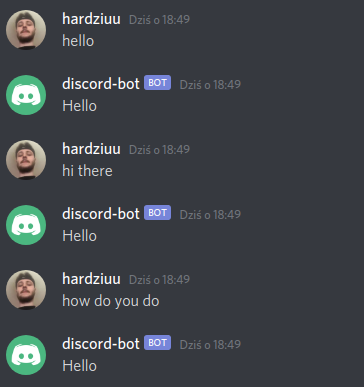 hardziuu Dziś o 18:49
hello
discord-bot BOT Dziś o 18:49
Hello
hardziuu Dziś o 18:49
hi there
discord-bot BOT Dziś o 18:49
Hello
hardziuu Dziś o 18:49
how do you do
discord-bot BOT Dziś o 18:49
Hello